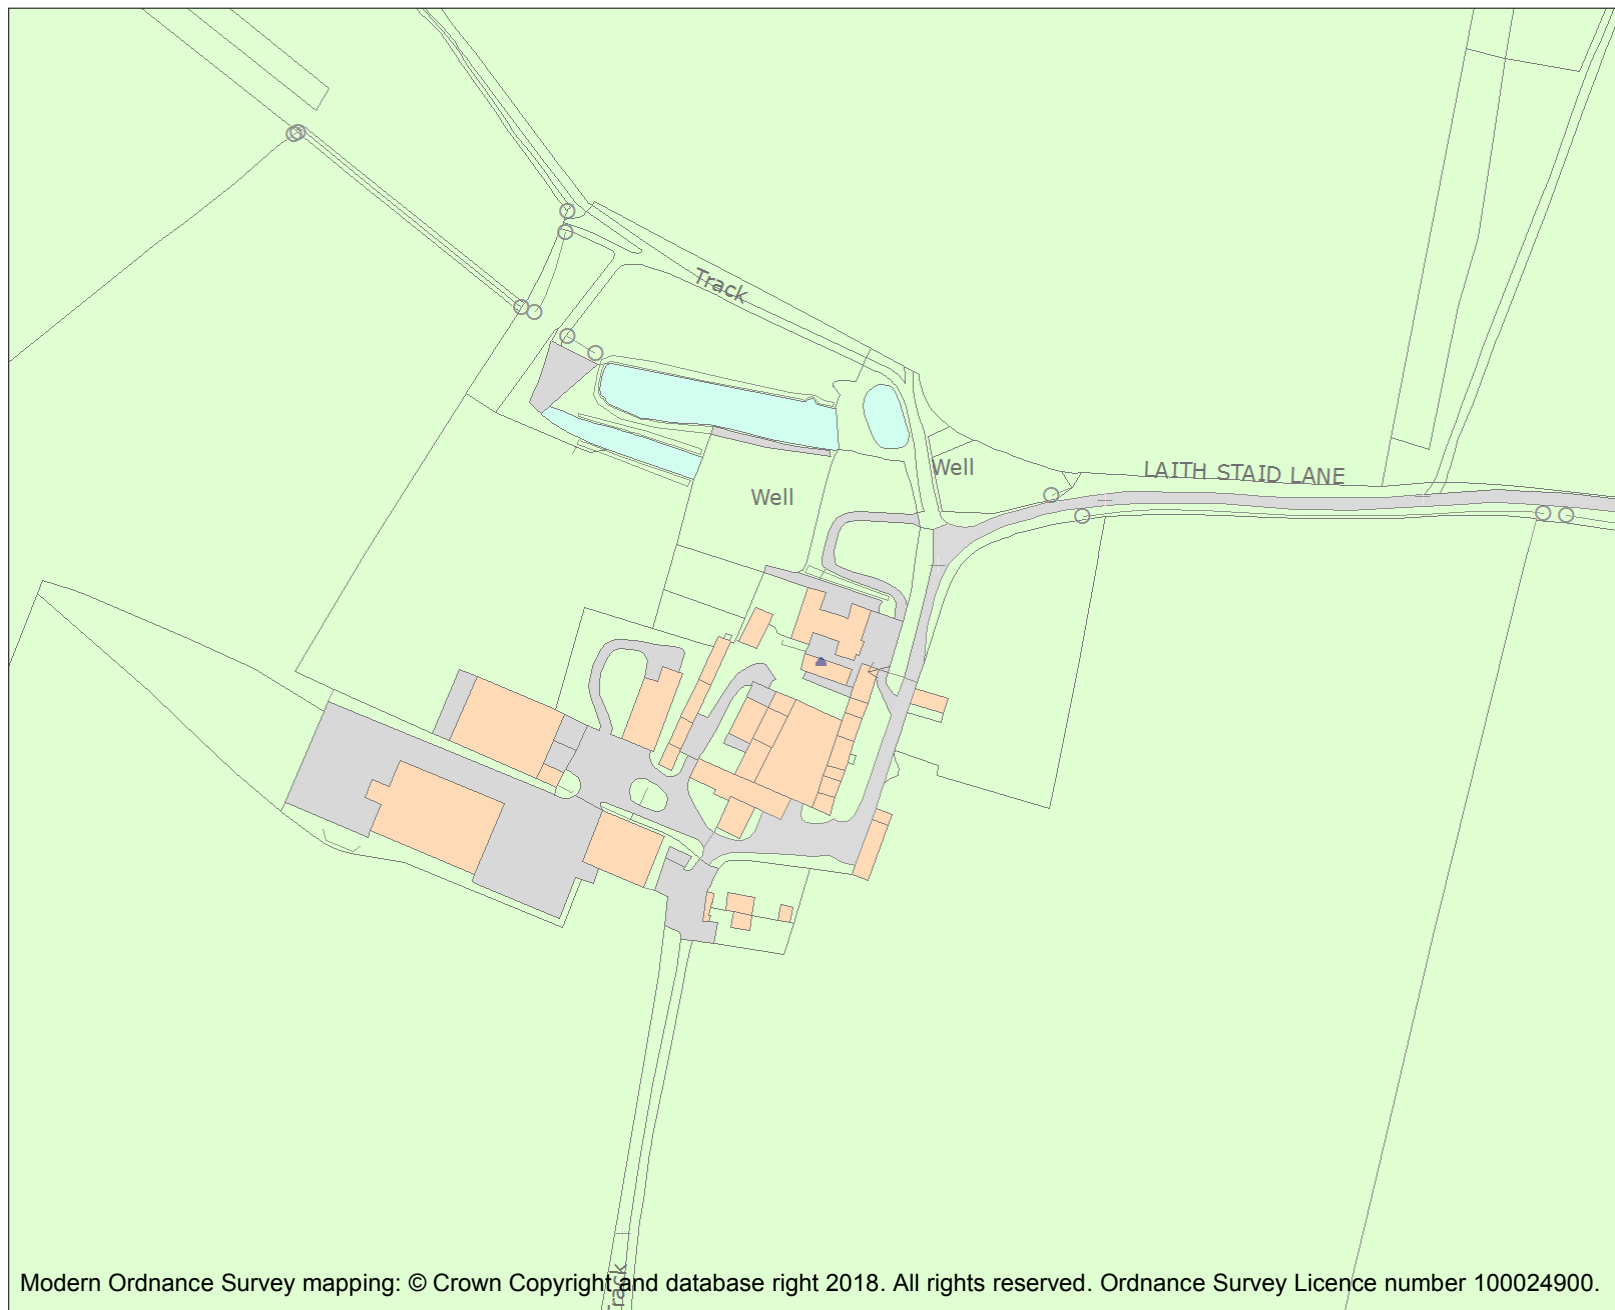 Track
LAITH STAID LANE
Well
Well
Track
Modern Ordnance Survey mapping: © Crown Copyright and database right 2018. All rights reserved. Ordnance Survey Licence number 100024900.